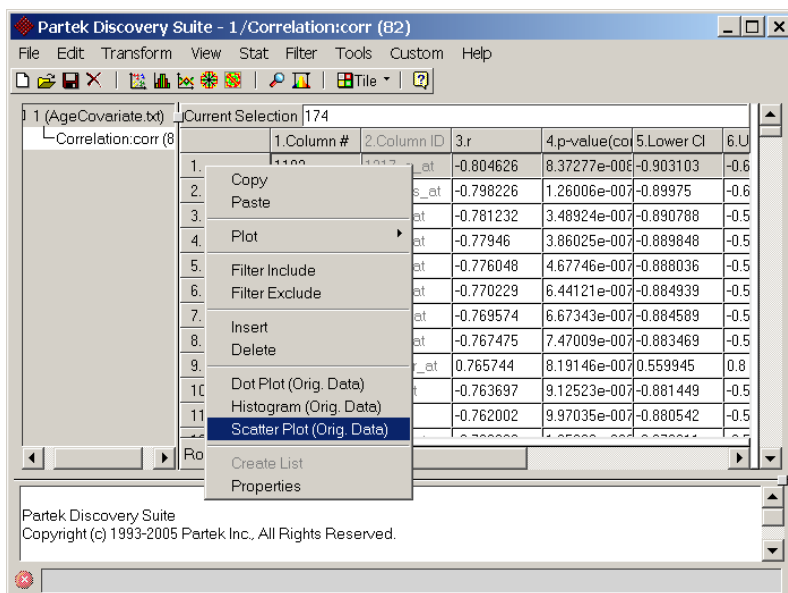 Partek Discovery Suite - 1/Correlation:corr (82)
File Edit Transform View Stat Filter Tools Custom Help
Tile
1 (AgeCovariate.txt)
Correlation:corr (8
Current Selection 174
1.Column # 2.Column ID 3.r 4.p-value(cor 5.Lower CI 6.U
1. -0.804626 8.37277e-008 -0.903103 -0.6
2. s_at -0.798226 1.26006e-007 -0.89975 -0.6
3. at -0.781232 3.48924e-007 -0.890788 -0.5
4. at -0.77946 3.86025e-007 -0.889848 -0.5
5. at -0.776048 4.67746e-007 -0.888036 -0.5
6. at -0.770229 6.44121e-007 -0.884939 -0.5
7. at -0.769574 6.67343e-007 -0.884589 -0.5
8. at -0.767475 7.47009e-007 -0.883469 -0.5
9. r_at 0.765744 8.19146e-007 0.559945 0.8
10 t -0.763697 9.12523e-007 -0.881449 -0.5
11 -0.762002 9.97035e-007 -0.880542 -0.5
Ro
Copy
Paste
Plot
Filter Include
Filter Exclude
Insert
Delete
Dot Plot (Orig. Data)
Histogram (Orig. Data)
Scatter Plot (Orig. Data)
Create List
Properties
Partek Discovery Suite
Copyright (c) 1993-2005 Partek Inc., All Rights Reserved.